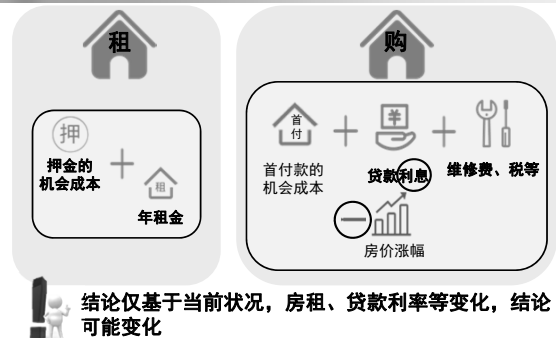 租
押
押金的
机会成本
租
年租金
购
首
付
首付款的
机会成本
¥
贷款利息
维修费、税等
房价涨幅
结论仅基于当前状况，房租、贷款利率等变化，结论
可能变化